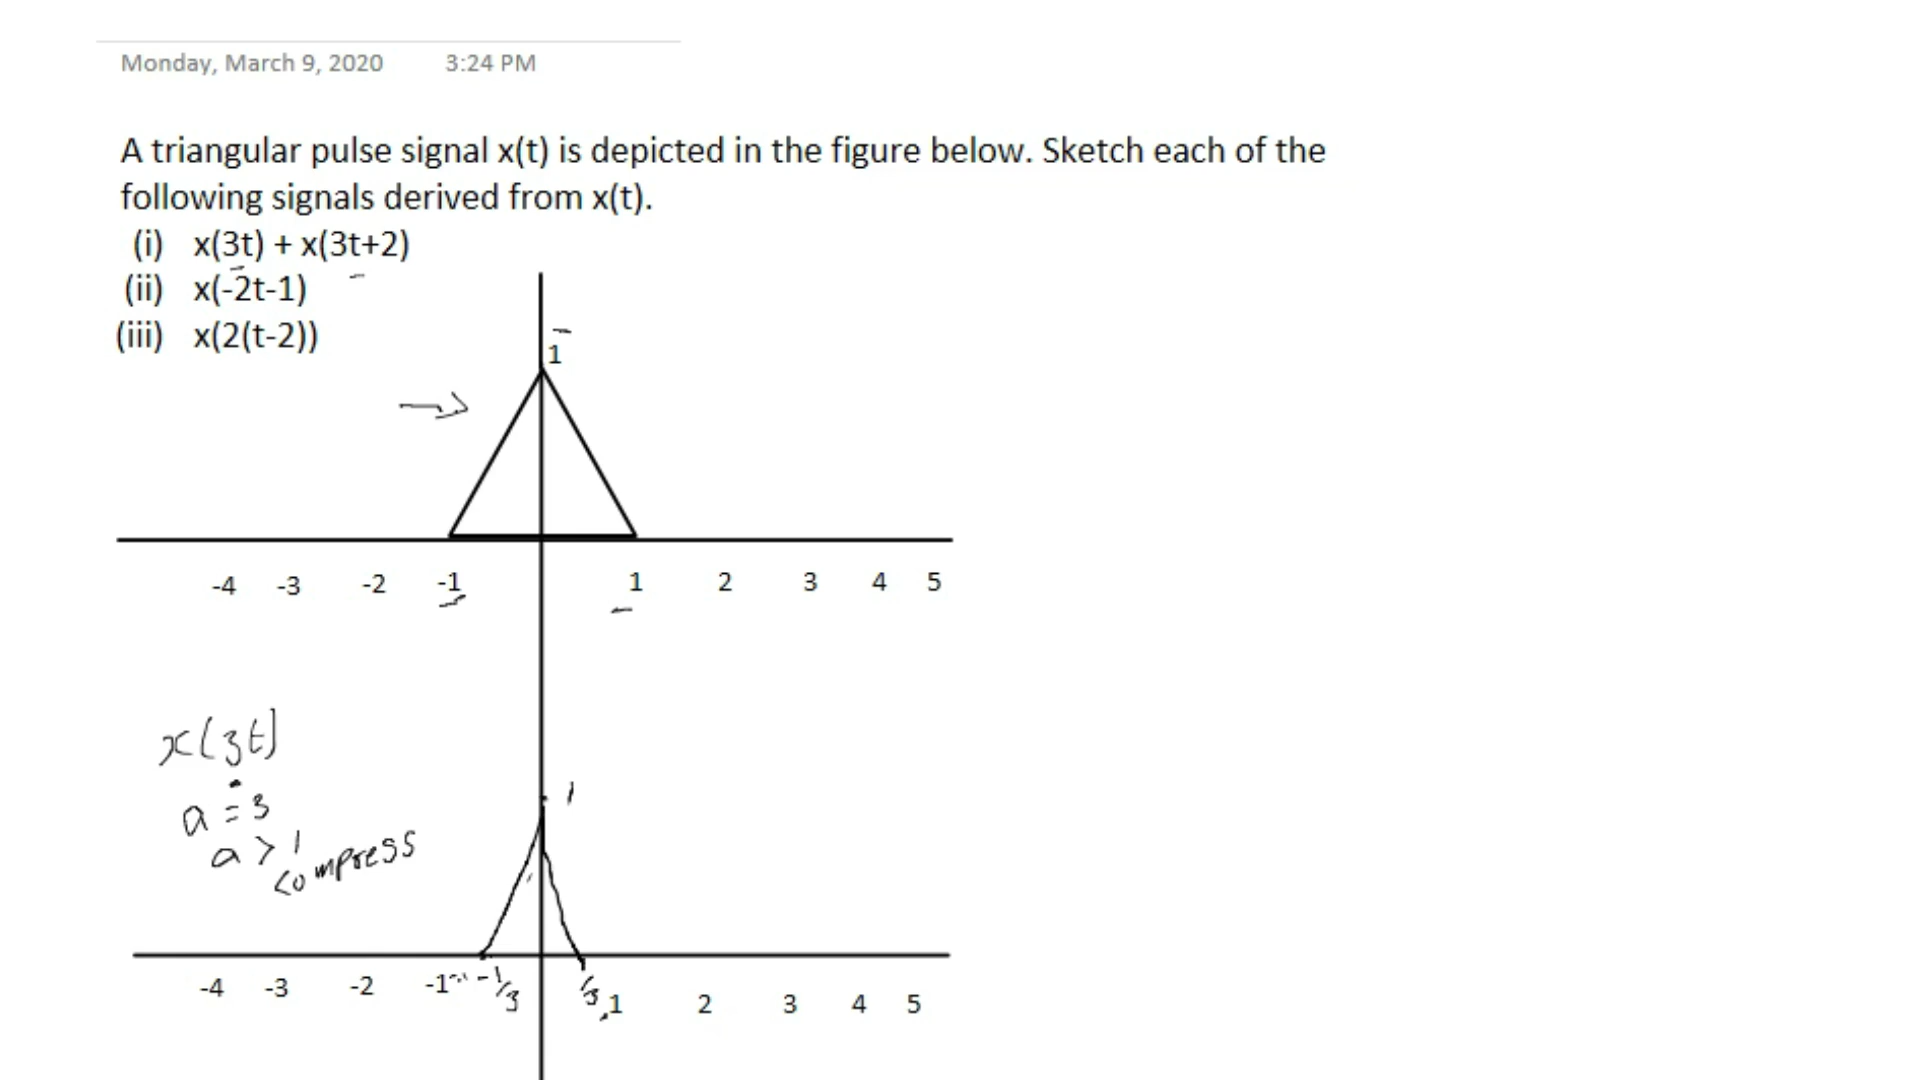 Monday, March 9, 2020 3:24 PM
A triangular pulse signal x(t) is depicted in the figure below. Sketch each of the
following signals derived from x(t).
(i) x(3t) + x(3t+2)
(ii) x(-2t-1)
(iii) x(2(t-2))
1
-4 -3 -2 -1 1 2 3 4 5
x(3t)
a = 3
a > 1
compress
1
-4 -3 -2 -1 -1/3 1/3 1 2 3 4 5